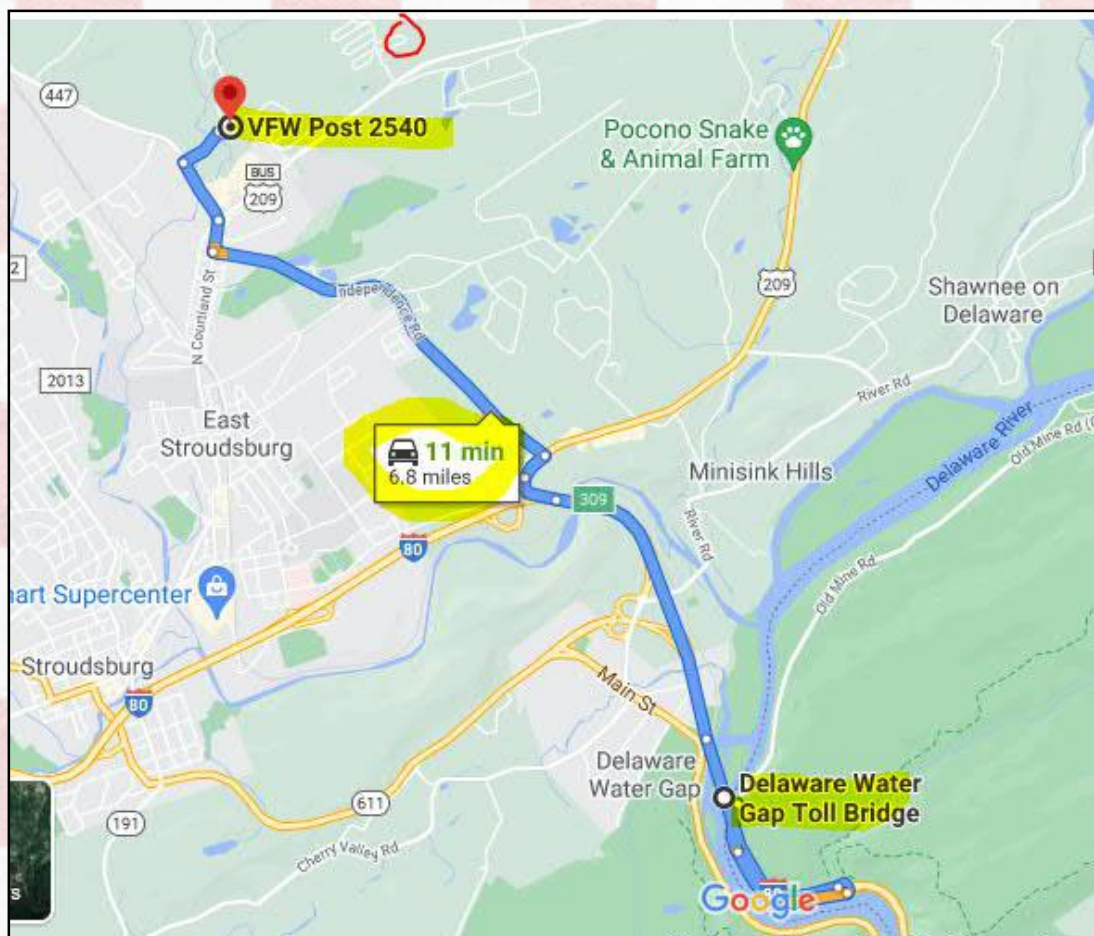 447
VFW Post 2540
BUS
209
Pocono Snake
& Animal Farm
2
N Courtland St
Independence Rd
209
Shawnee on
Delaware
2013
River Rd
East
Stroudsburg
11 min
6.8 miles
Delaware River
Old Mine Rd (
Minisink Hills
309
River Rd
80
Old Mine Rd
mart Supercenter
Stroudsburg
80
Main St
Delaware
Water Gap
Delaware Water
Gap Toll Bridge
611
191
Cherry Valley Rd
s
Google